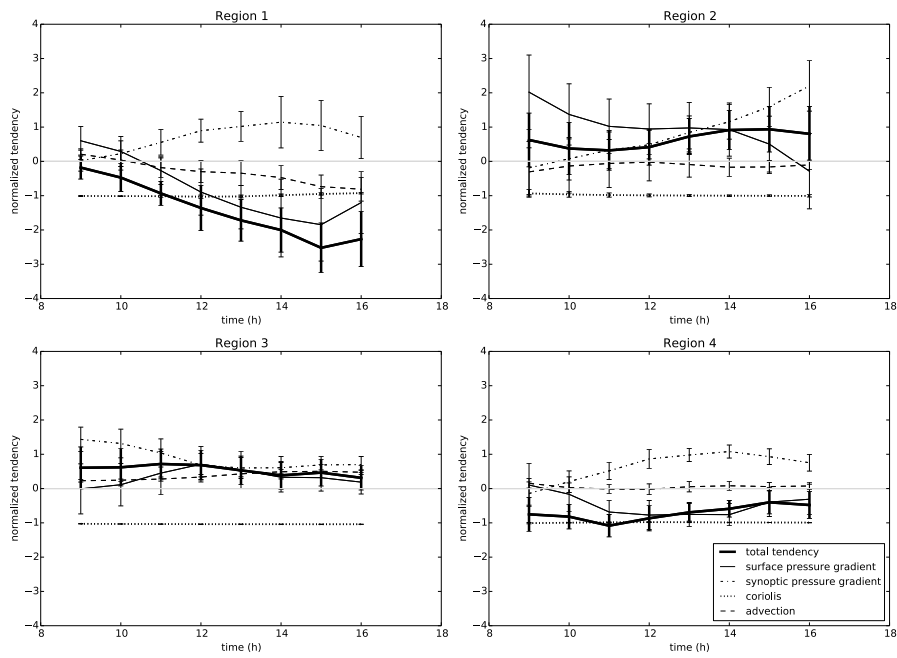 Region 1
4
3
2
1
0
−1
−2
−3
−4
normalized tendency
8 10 12 14 16 18
time (h)
Region 2
4
3
2
1
0
−1
−2
−3
−4
normalized tendency
8 10 12 14 16 18
time (h)
Region 3
4
3
2
1
0
−1
−2
−3
−4
normalized tendency
8 10 12 14 16 18
time (h)
Region 4
4
3
2
1
0
−1
−2
−3
−4
normalized tendency
8 10 12 14 16 18
time (h)
total tendency
surface pressure gradient
synoptic pressure gradient
coriolis
advection